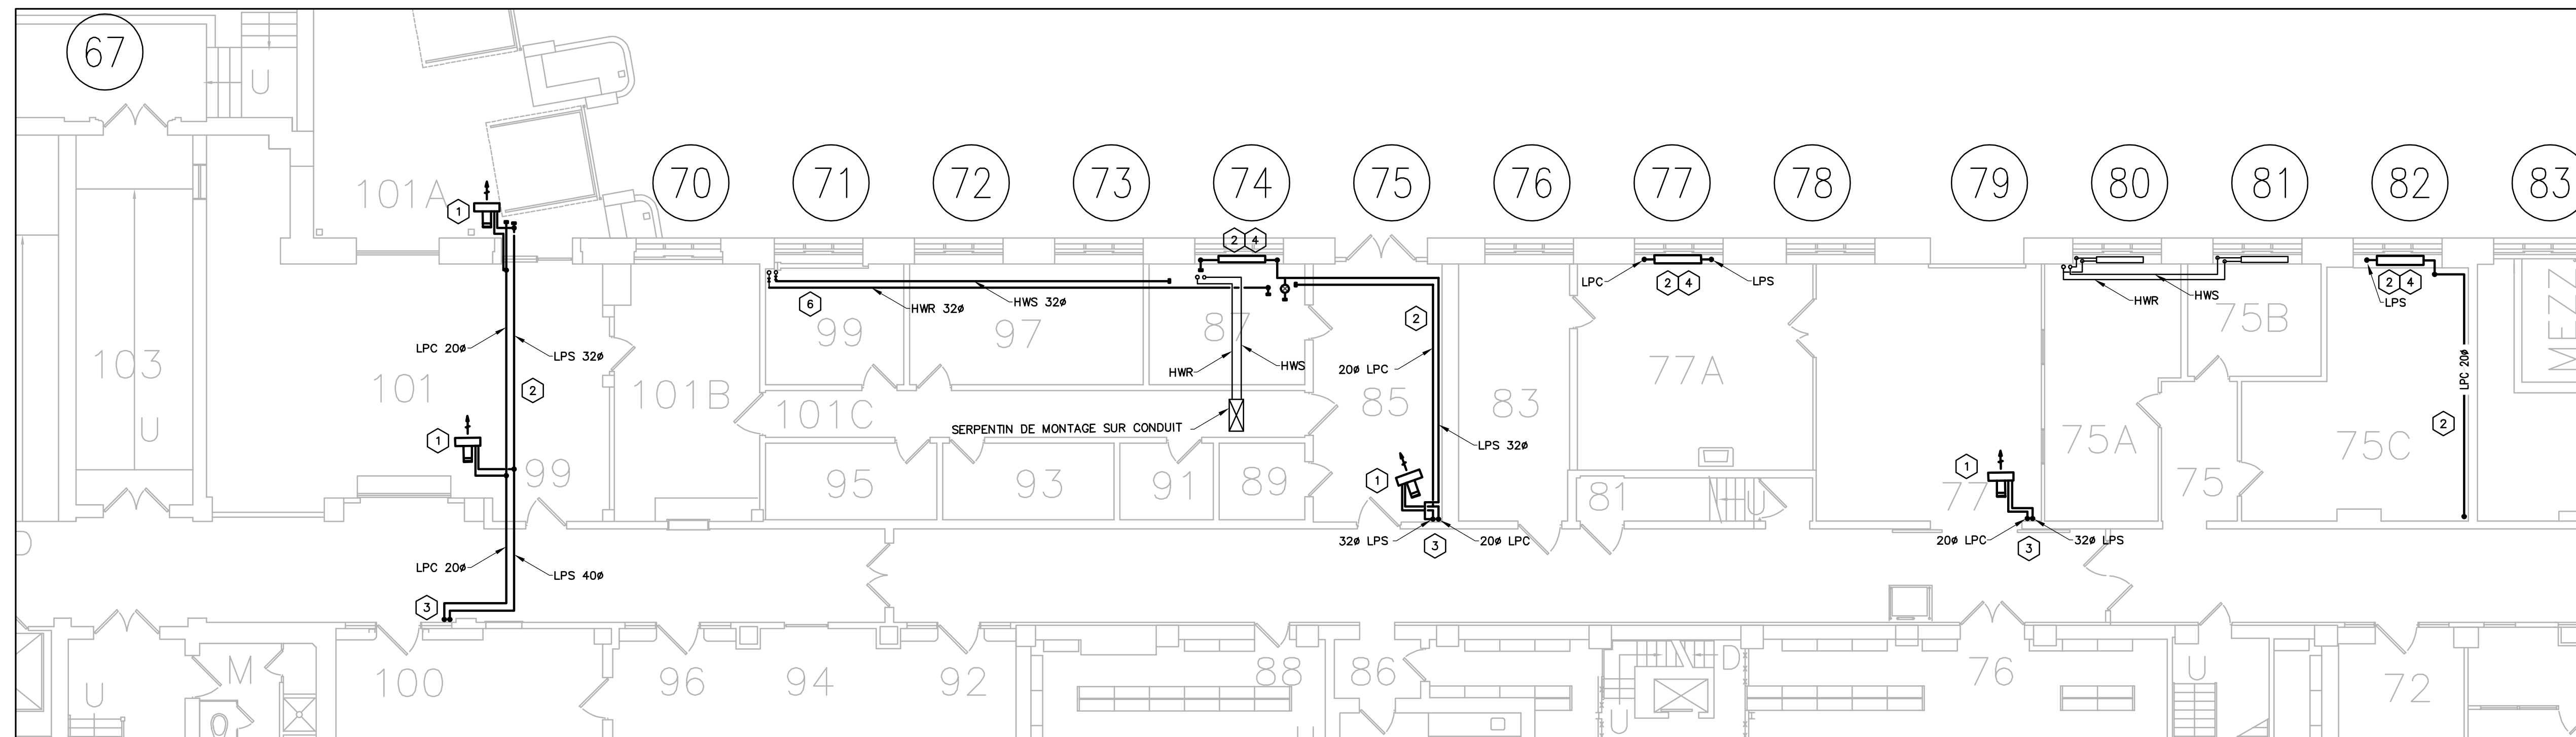 67
U
70
71
72
73
74
75
76
77
78
79
80
81
82
83
101A
1
2 4
LPC
LPS
2 4
2 4
LPS
HWR
HWS
6
HWR 32ø
HWS 32ø
99
97
87
75B
MEZZ
LPC 20ø
LPS 32ø
2
HWR
HWS
20ø LPC
2
LPC 20ø
103
101
101B
101C
85
83
77A
75A
75C
2
U
SERPENTIN DE MONTAGE SUR CONDUIT
LPS 32ø
1
99
95
93
91
89
1
81
U
1
77
75
32ø LPS
3
20ø LPC
20ø LPC
3
32ø LPS
D
LPC 20ø
LPS 40ø
3
U
M
100
96
94
92
88
86
U
D
76
U
72
U